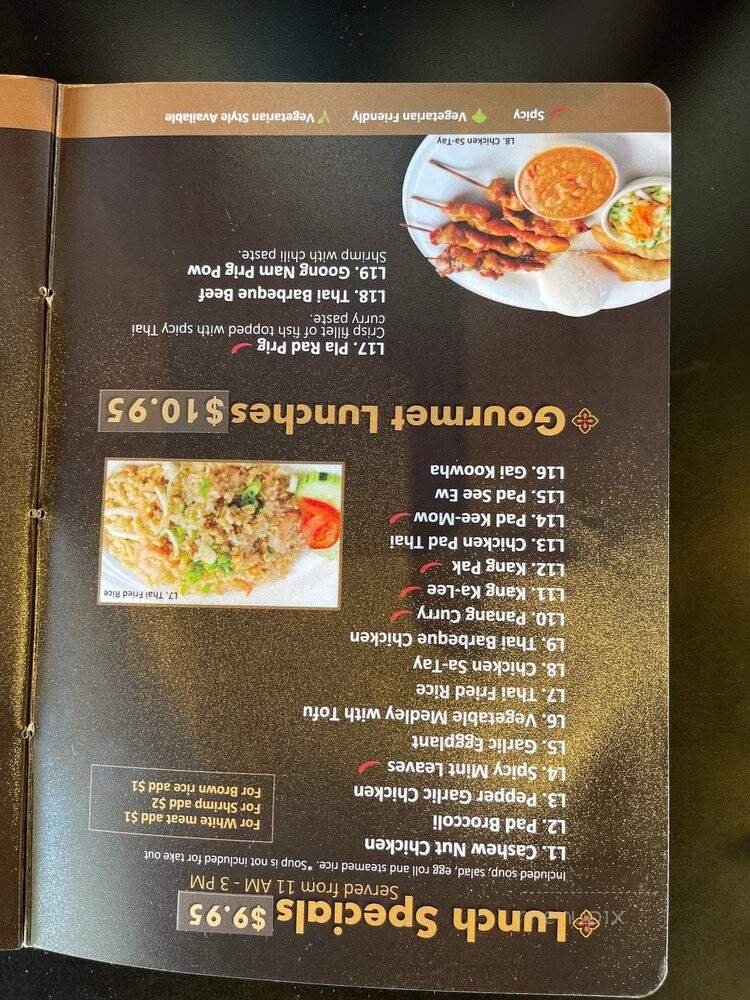 Lunch Specials $9.95
Served from 11 AM - 3 PM
Included soup, salad, egg roll and steamed rice. *Soup is not included for take out
L1. Cashew Nut Chicken
L2. Pad Broccoli
L3. Pepper Garlic Chicken
L4. Spicy Mint Leaves
L5. Garlic Eggplant
L6. Vegetable Medley with Tofu
L7. Thai Fried Rice
L8. Chicken Sa-Tay
L9. Thai Barbeque Chicken
L10. Panang Curry
L11. Kang Ka-Lee
L12. Kang Pak
L13. Chicken Pad Thai
L14. Pad Kee-Mow
L15. Pad See Ew
L16. Gai Koowha
For White meat add $1
For Shrimp add $2
For Brown rice add $1
L7. Thai Fried Rice
Gourmet Lunches $10.95
L17. Pla Rad Prig
Crisp fillet of fish topped with spicy Thai
curry paste.
L18. Thai Barbeque Beef
L19. Goong Nam Prig Pow
Shrimp with chili paste.
L8. Chicken Sa-Tay
Spicy Vegetarian Friendly Vegetarian Style Available